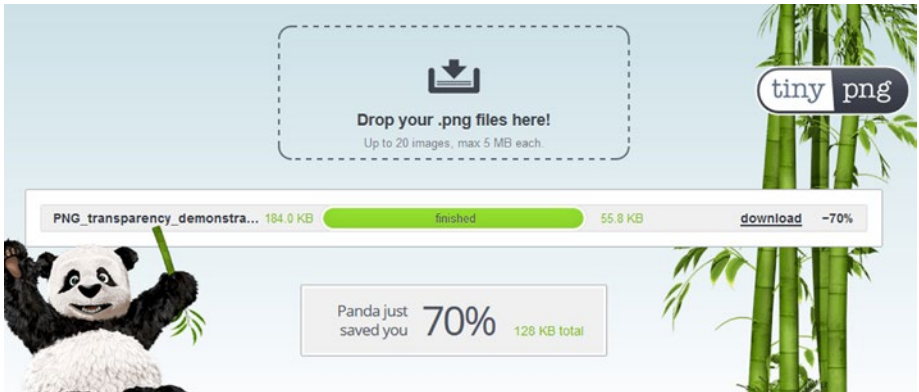 tiny png
Drop your .png files here!
Up to 20 images, max 5 MB each.
PNG_transparency_demonstra... 184.0 KB finished 55.8 KB download −70%
Panda just
saved you 70% 128 KB total